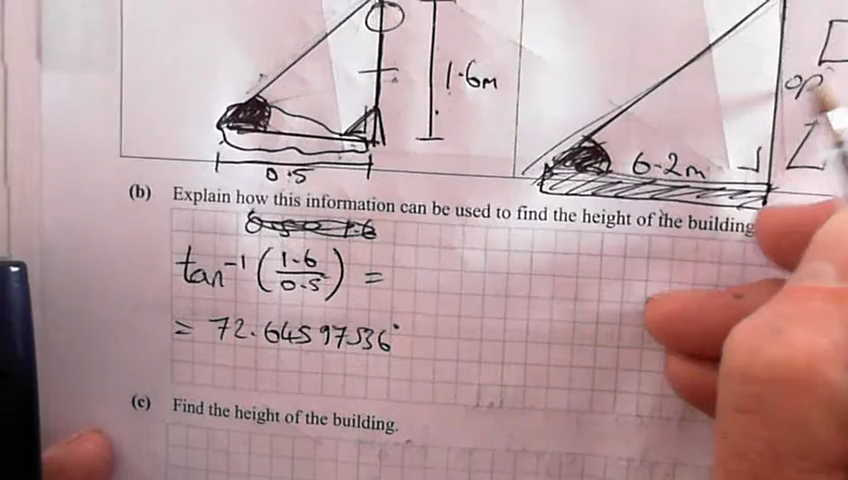 1.6m
op
0.5
6.2m
(b) Explain how this information can be used to find the height of the building
tan⁻¹ (1.6/0.5) =
= 72.64597536°
(c) Find the height of the building.